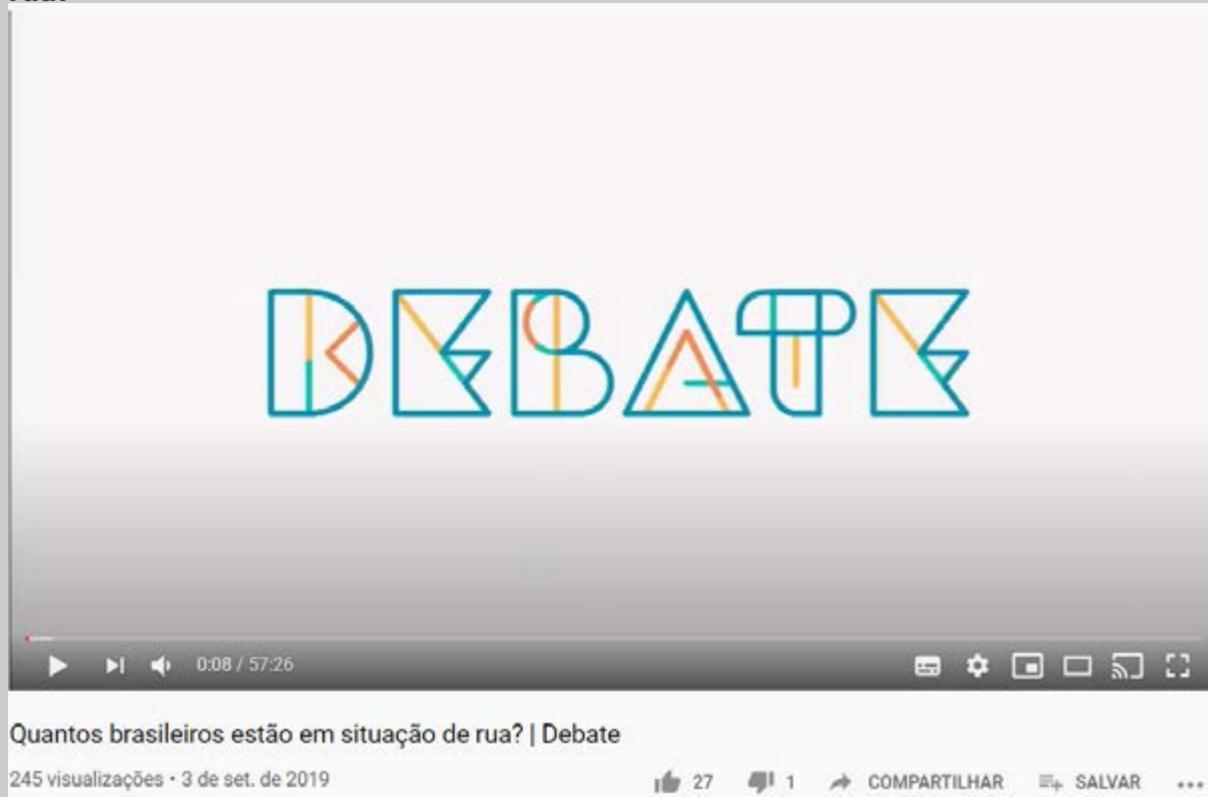 DEBATE
0:08 / 57:26
Quantos brasileiros estão em situação de rua? | Debate
245 visualizações • 3 de set. de 2019 27 1 COMPARTILHAR SALVAR